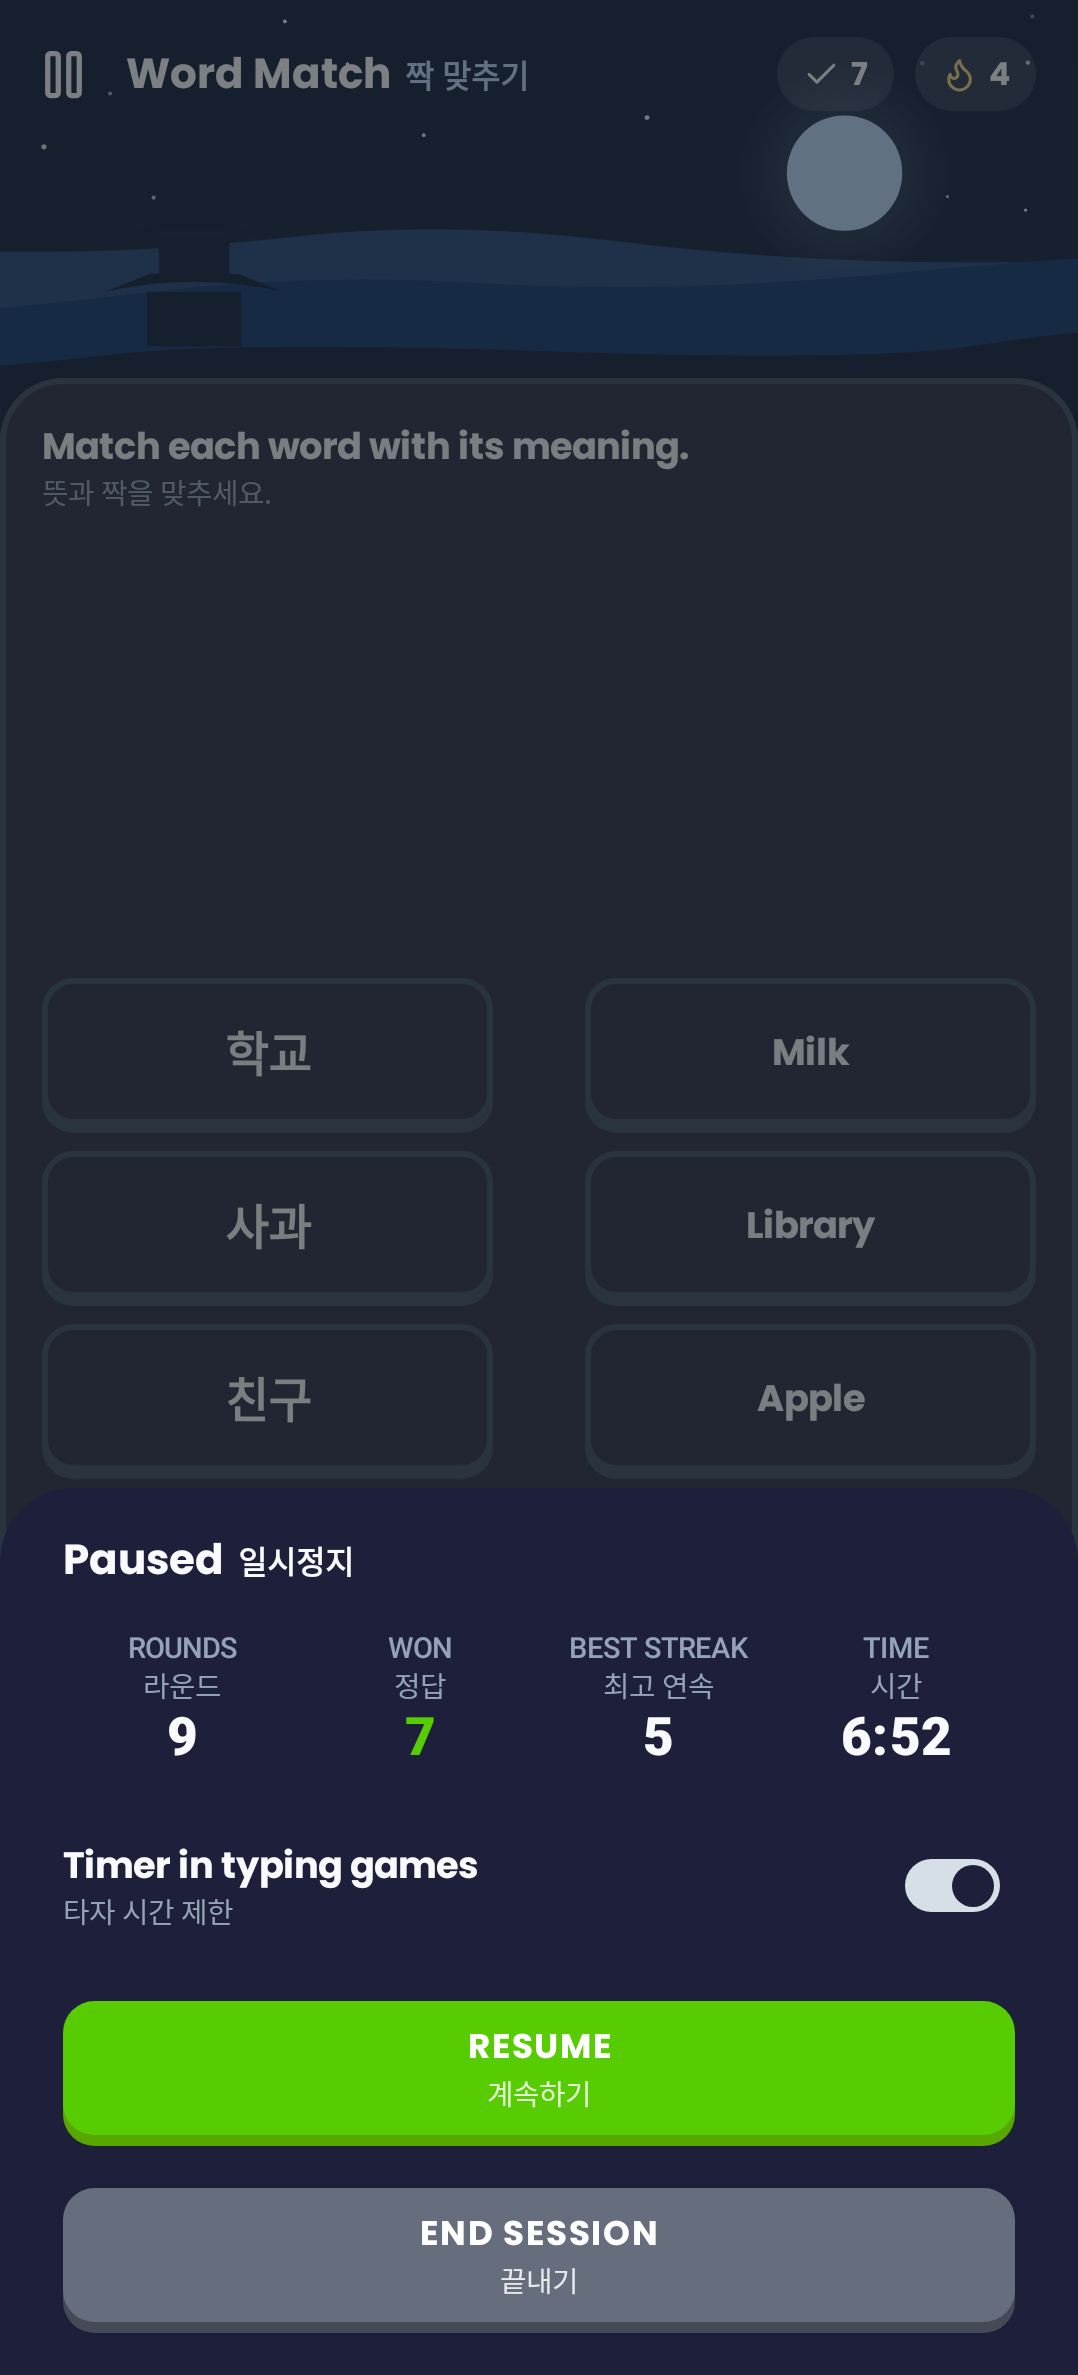 Word Match 짝 맞추기
7
4
Match each word with its meaning.
뜻과 짝을 맞추세요.
학교
Milk
사과
Library
친구
Apple
Paused 일시정지
ROUNDS
라운드
9
WON
정답
7
BEST STREAK
최고 연속
5
TIME
시간
6:52
Timer in typing games
타자 시간 제한
RESUME
계속하기
END SESSION
끝내기